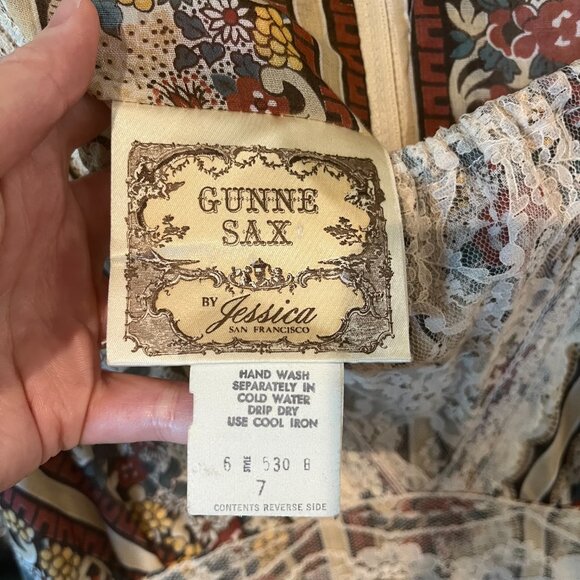 GUNNE
SAX
BY Jessica
SAN FRANCISCO
HAND WASH
SEPARATELY IN
COLD WATER
DRIP DRY
USE COOL IRON
6 STYLE 530 B
7
CONTENTS REVERSE SIDE